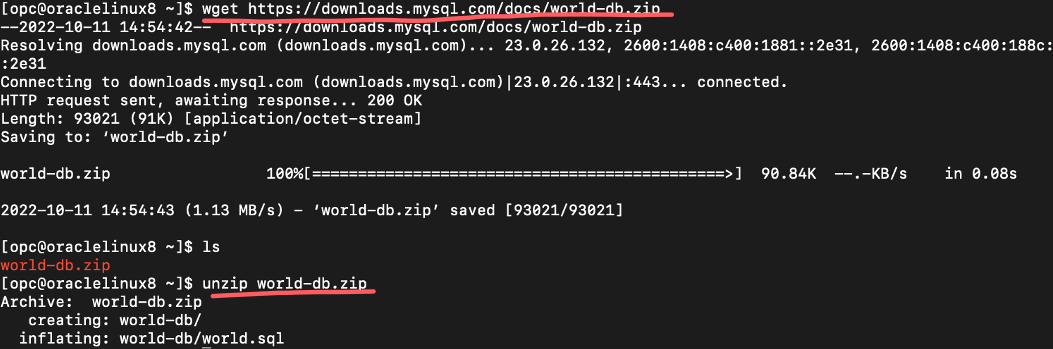 [opc@oraclelinux8 ~]$ wget https://downloads.mysql.com/docs/world-db.zip
--2022-10-11 14:54:42--  https://downloads.mysql.com/docs/world-db.zip
Resolving downloads.mysql.com (downloads.mysql.com)... 23.0.26.132, 2600:1408:c400:1881::2e31, 2600:1408:c400:188c:
:2e31
Connecting to downloads.mysql.com (downloads.mysql.com)|23.0.26.132|:443... connected.
HTTP request sent, awaiting response... 200 OK
Length: 93021 (91K) [application/octet-stream]
Saving to: ‘world-db.zip’
world-db.zip                 100%[=============================================>]  90.84K  --.-KB/s    in 0.08s
2022-10-11 14:54:43 (1.13 MB/s) - ‘world-db.zip’ saved [93021/93021]
[opc@oraclelinux8 ~]$ ls
world-db.zip
[opc@oraclelinux8 ~]$ unzip world-db.zip
Archive:  world-db.zip
   creating: world-db/
  inflating: world-db/world.sql